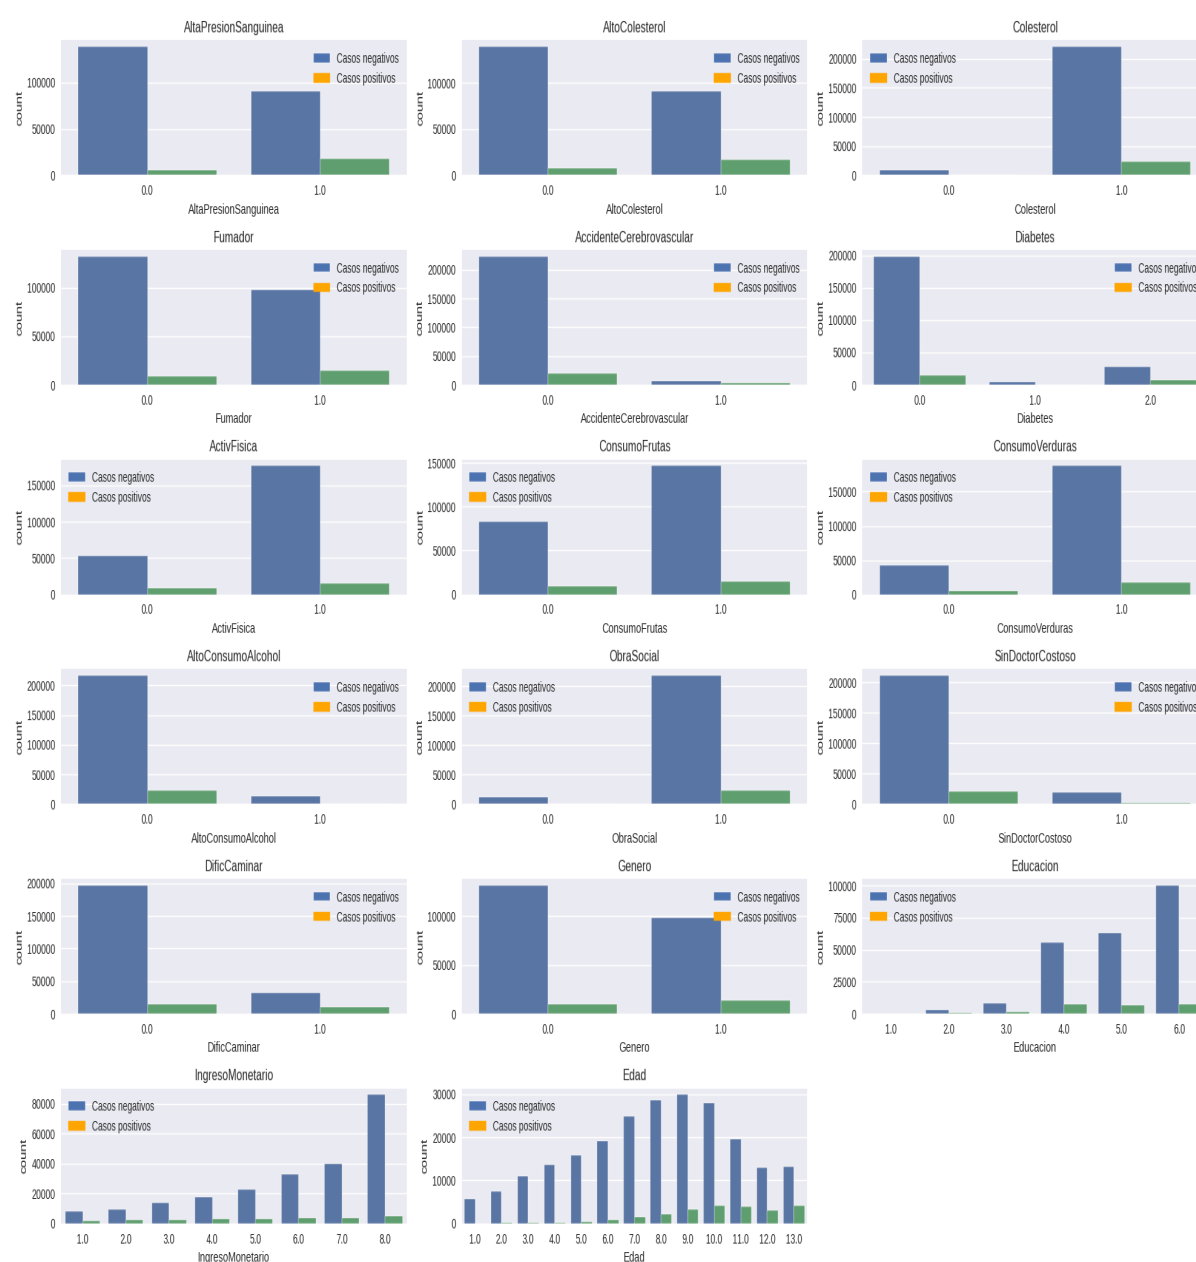 AltaPresionSanguinea
Casos negativos
Casos positivos
count
100000
50000
0
0.0 1.0
AltaPresionSanguinea
AltoColesterol
Casos negativos
Casos positivos
count
100000
50000
0
0.0 1.0
AltoColesterol
Colesterol
Casos negativos
Casos positivos
count
200000
150000
100000
50000
0
0.0 1.0
Colesterol
Fumador
Casos negativos
Casos positivos
count
100000
50000
0
0.0 1.0
Fumador
AccidenteCerebrovascular
Casos negativos
Casos positivos
count
200000
150000
100000
50000
0
0.0 1.0
AccidenteCerebrovascular
Diabetes
Casos negativo
Casos positivos
count
200000
150000
100000
50000
0
0.0 1.0 2.0
Diabetes
ActivFisica
Casos negativos
Casos positivos
count
150000
100000
50000
0
0.0 1.0
ActivFisica
ConsumoFrutas
Casos negativos
Casos positivos
count
150000
100000
50000
0
0.0 1.0
ConsumoFrutas
ConsumoVerduras
Casos negativos
Casos positivos
count
150000
100000
50000
0
0.0 1.0
ConsumoVerduras
AltoConsumoAlcohol
Casos negativos
Casos positivos
count
200000
150000
100000
50000
0
0.0 1.0
AltoConsumoAlcohol
ObraSocial
Casos negativos
Casos positivos
count
200000
150000
100000
50000
0
0.0 1.0
ObraSocial
SinDoctorCostoso
Casos negativo
Casos positivos
count
200000
150000
100000
50000
0
0.0 1.0
SinDoctorCostoso
DificCaminar
Casos negativos
Casos positivos
count
200000
150000
100000
50000
0
0.0 1.0
DificCaminar
Genero
Casos negativos
Casos positivos
count
100000
50000
0
0.0 1.0
Genero
Educacion
Casos negativos
Casos positivos
count
100000
75000
50000
25000
0
1.0 2.0 3.0 4.0 5.0 6.0
Educacion
IngresoMonetario
Casos negativos
Casos positivos
count
80000
60000
40000
20000
0
1.0 2.0 3.0 4.0 5.0 6.0 7.0 8.0
IngresoMonetario
Edad
Casos negativos
Casos positivos
count
30000
20000
10000
0
1.0 2.0 3.0 4.0 5.0 6.0 7.0 8.0 9.0 10.0 11.0 12.0 13.0
Edad